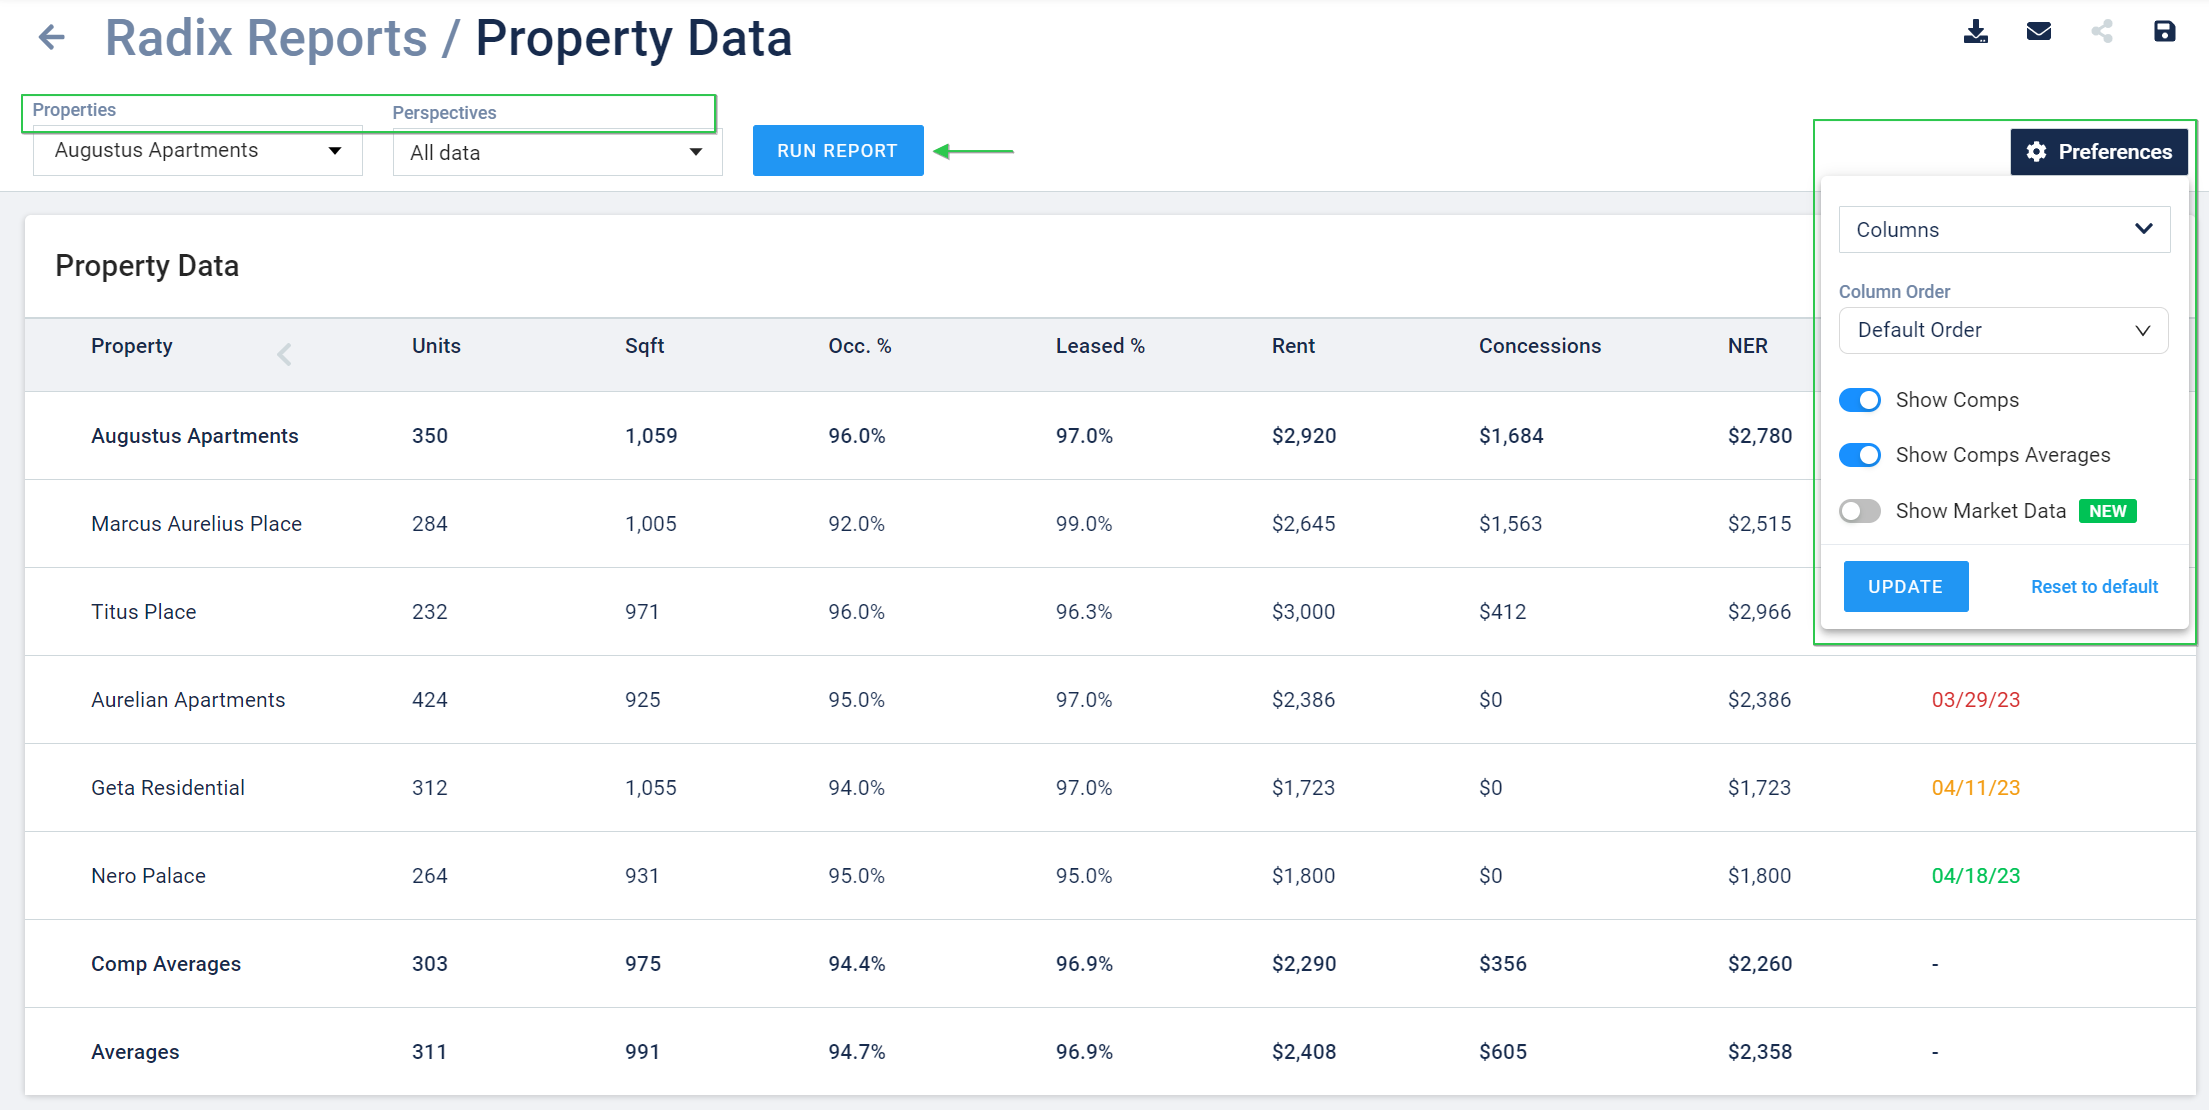 Radix Reports / Property Data
Properties
Perspectives
Augustus Apartments
All data
RUN REPORT
Preferences
Columns
Column Order
Default Order
Show Comps
Show Comps Averages
Show Market Data NEW
UPDATE
Reset to default
Property Data
Property Units Sqft Occ. % Leased % Rent Concessions NER
Augustus Apartments 350 1,059 96.0% 97.0% $2,920 $1,684 $2,780
Marcus Aurelius Place 284 1,005 92.0% 99.0% $2,645 $1,563 $2,515
Titus Place 232 971 96.0% 96.3% $3,000 $412 $2,966
Aurelian Apartments 424 925 95.0% 97.0% $2,386 $0 $2,386 03/29/23
Geta Residential 312 1,055 94.0% 97.0% $1,723 $0 $1,723 04/11/23
Nero Palace 264 931 95.0% 95.0% $1,800 $0 $1,800 04/18/23
Comp Averages 303 975 94.4% 96.9% $2,290 $356 $2,260 -
Averages 311 991 94.7% 96.9% $2,408 $605 $2,358 -